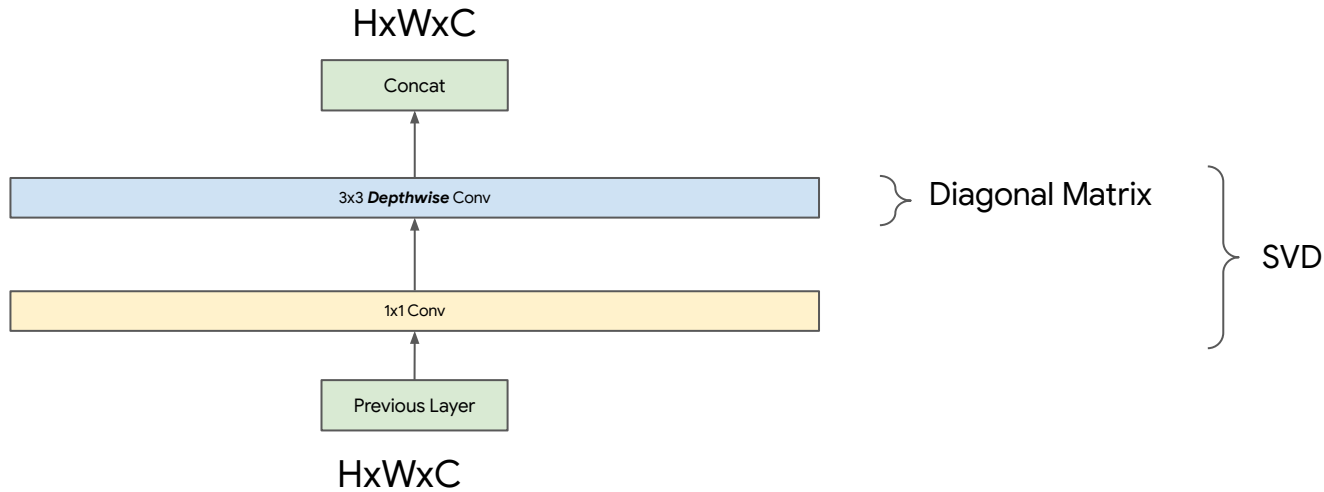 HxWxC
Concat
3x3 Depthwise Conv
Diagonal Matrix
SVD
1x1 Conv
Previous Layer
HxWxC